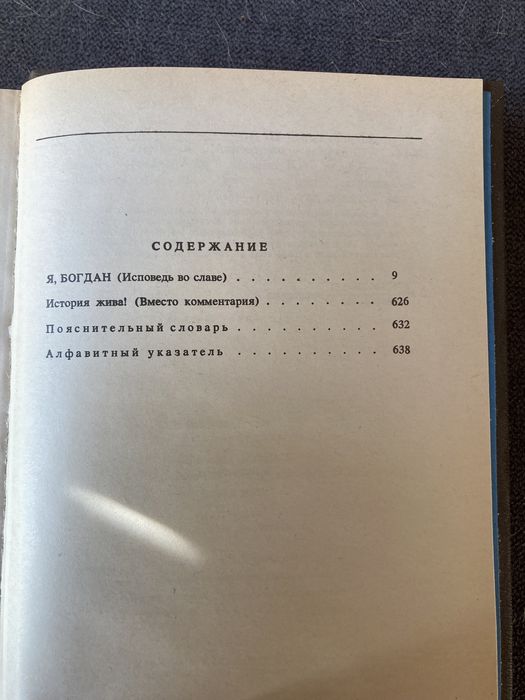 СОДЕРЖАНИЕ
Я, БОГДАН (Исповедь во славе) . . . . . . . . . . 9
История жива! (Вместо комментария) . . . . . . . . 626
Пояснительный словарь . . . . . . . . . . 632
Алфавитный указатель . . . . . . . . . . 638